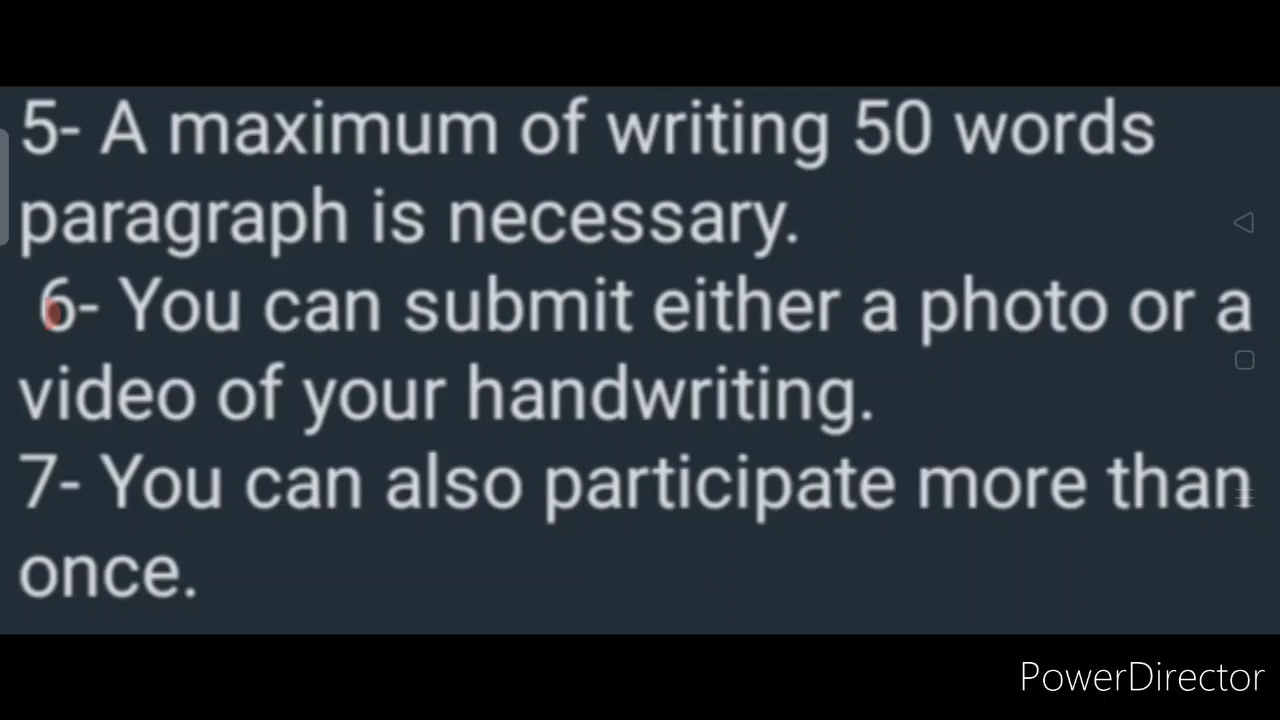 5- A maximum of writing 50 words
paragraph is necessary.
6- You can submit either a photo or a
video of your handwriting.
7- You can also participate more than
once.
PowerDirector